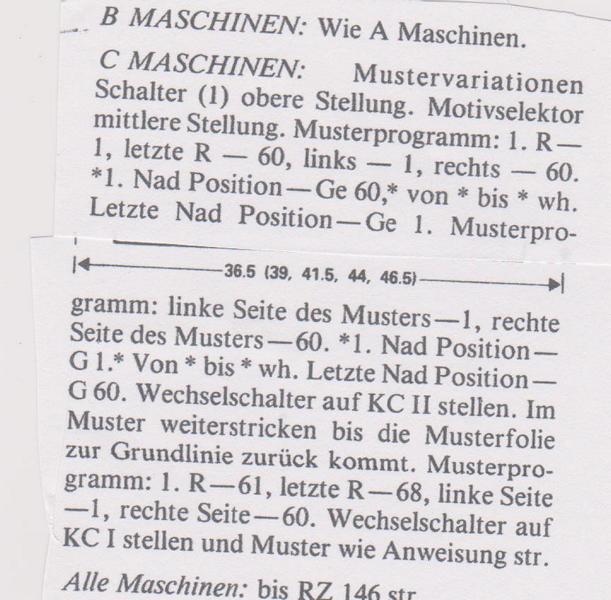 B MASCHINEN: Wie A Maschinen.
C MASCHINEN: Mustervariationen
Schalter (1) obere Stellung. Motivselektor
mittlere Stellung. Musterprogramm: 1. R—
1, letzte R — 60, links — 1, rechts — 60.
*1. Nad Position—Ge 60,* von * bis * wh.
Letzte Nad Position—Ge 1. Musterpro-
36.5 (39, 41.5, 44, 46.5)
gramm: linke Seite des Musters—1, rechte
Seite des Musters—60. *1. Nad Position—
G 1.* Von * bis * wh. Letzte Nad Position—
G 60. Wechselschalter auf KC II stellen. Im
Muster weiterstricken bis die Musterfolie
zur Grundlinie zurück kommt. Musterpro-
gramm: 1. R—61, letzte R—68, linke Seite
—1, rechte Seite—60. Wechselschalter auf
KC I stellen und Muster wie Anweisung str.
Alle Maschinen: bis RZ 146 str